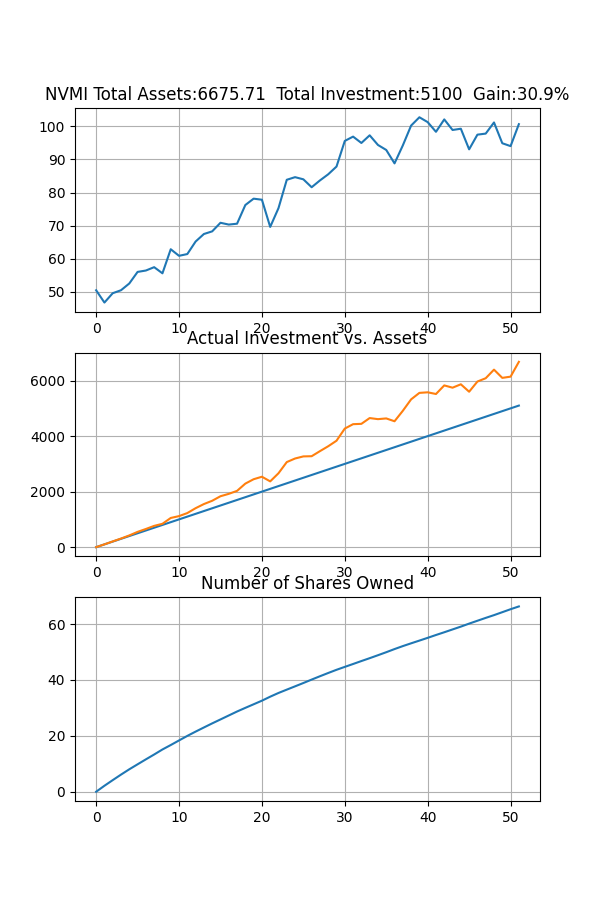 NVMI Total Assets:6675.71  Total Investment:5100  Gain:30.9%
100
90
80
70
60
50
0 10 20 30 40 50
Actual Investment vs. Assets
6000
4000
2000
0
0 10 20 30 40 50
Number of Shares Owned
60
40
20
0
0 10 20 30 40 50